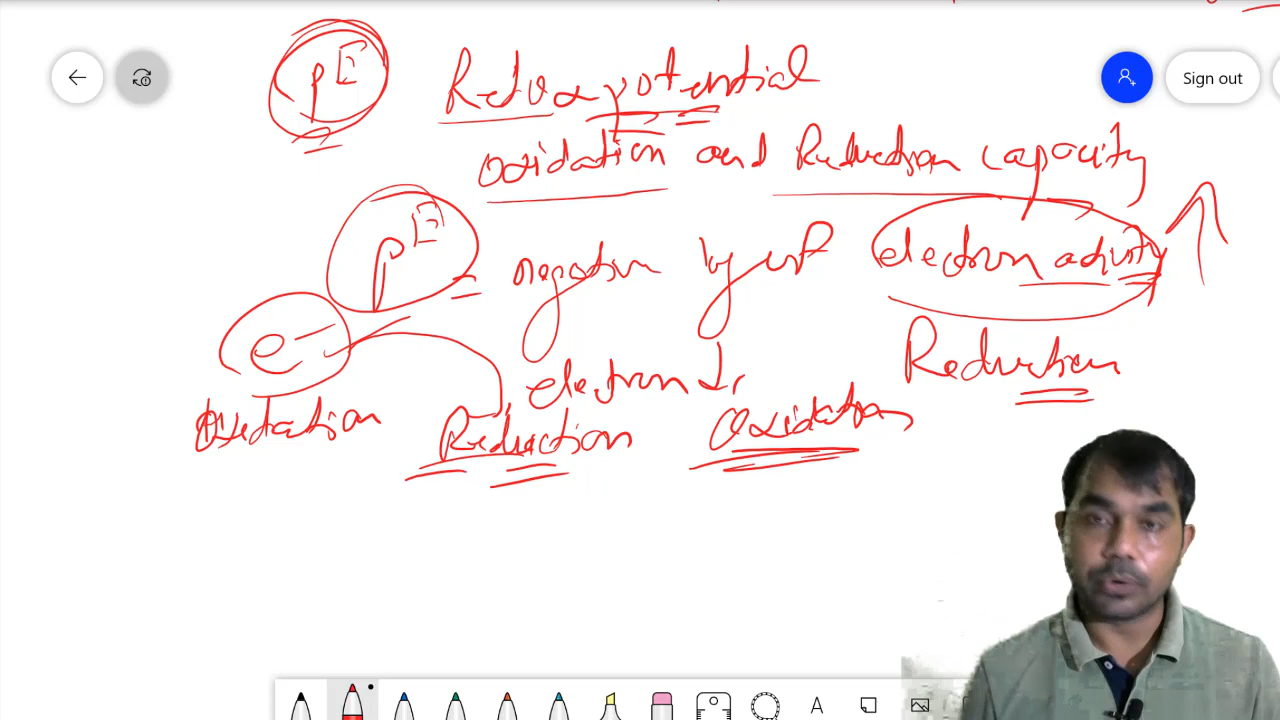 pE Redox potential
Sign out
oxidation and Reduction capacity
pE = negative log of electron activity ↑
e- Reduction
electron ↓
Oxidation Reduction Oxidation
A